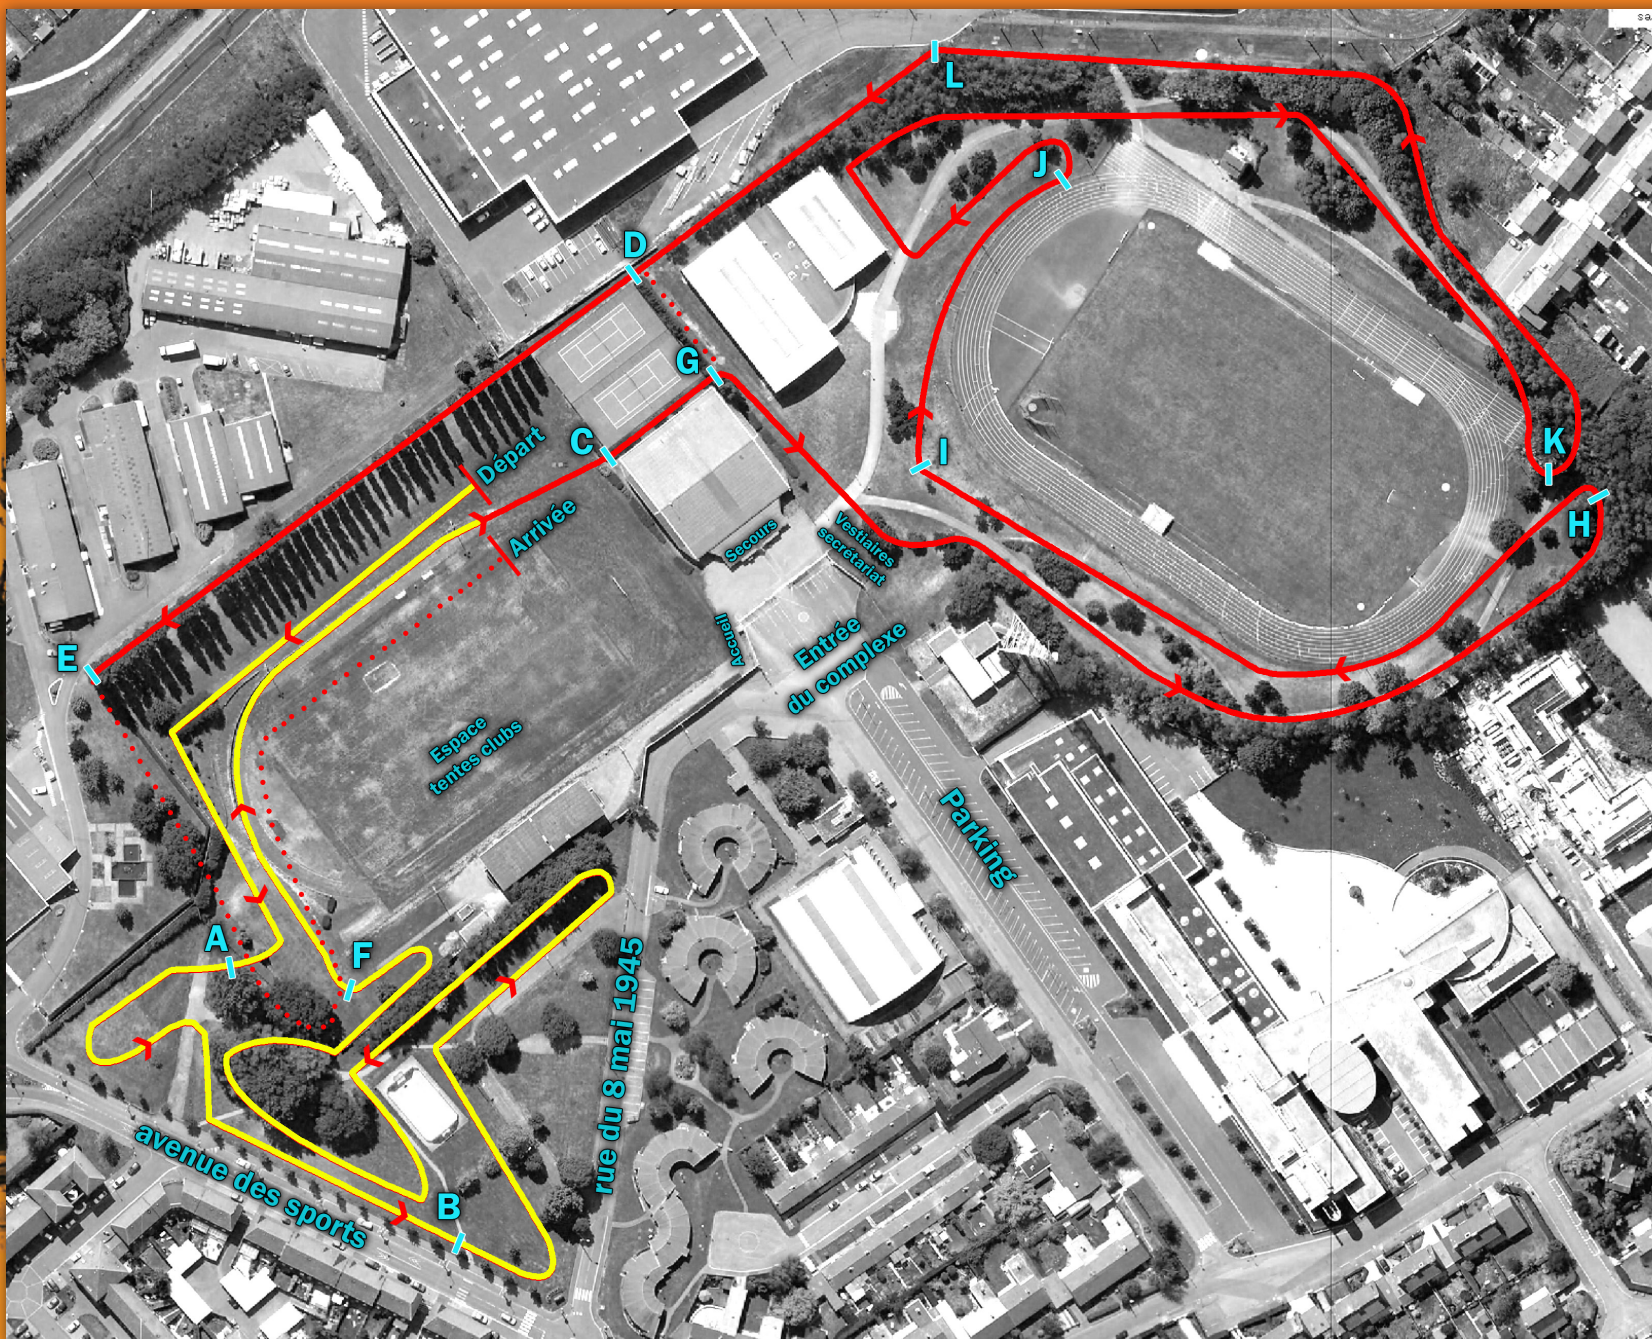 L
J
D
G
C
I
K
H
Départ
Arrivée
Secours
Vestiaires
secrétariat
Accueil
Entrée
du complexe
E
Espace
tentes clubs
Parking
A
F
B
rue du 8 mai 1945
avenue des sports